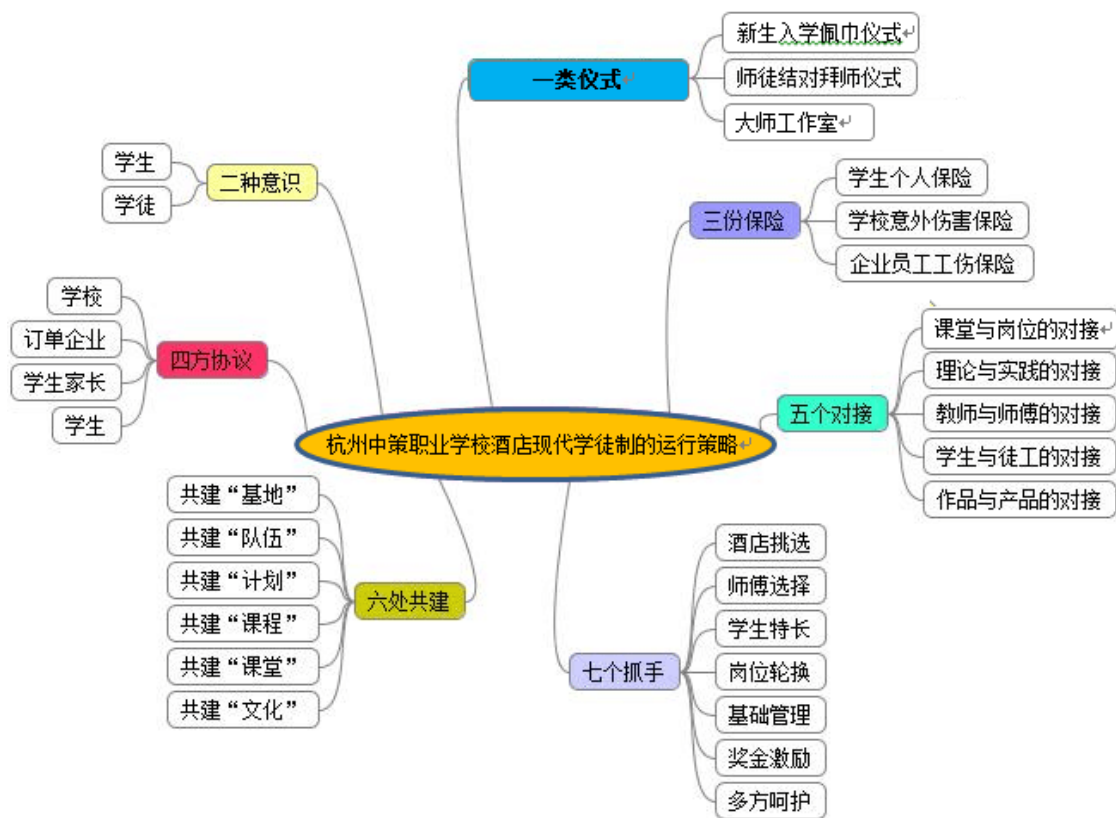 一类仪式
新生入学佩巾仪式
师徒结对拜师仪式
大师工作室
二种意识
学生
学徒
三份保险
学生个人保险
学校意外伤害保险
企业员工工伤保险
四方协议
学校
订单企业
学生家长
学生
五个对接
课堂与岗位的对接
理论与实践的对接
教师与师傅的对接
学生与徒工的对接
作品与产品的对接
杭州中策职业学校酒店现代学徒制的运行策略
六处共建
共建“基地”
共建“队伍”
共建“计划”
共建“课程”
共建“课堂”
共建“文化”
七个抓手
酒店挑选
师傅选择
学生特长
岗位轮换
基础管理
奖金激励
多方呵护